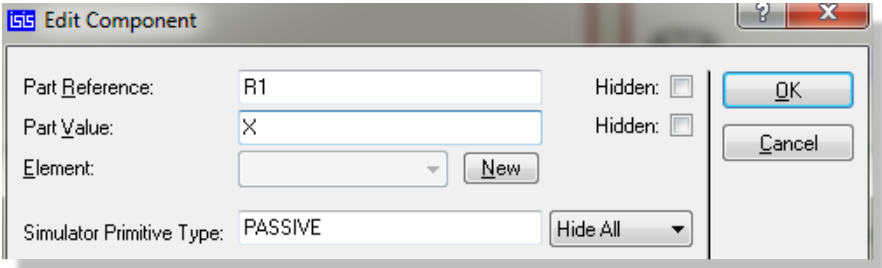 isis Edit Component ? X
Part Reference: R1 Hidden: OK
Part Value: X Hidden: Cancel
Element: New
Simulator Primitive Type: PASSIVE Hide All